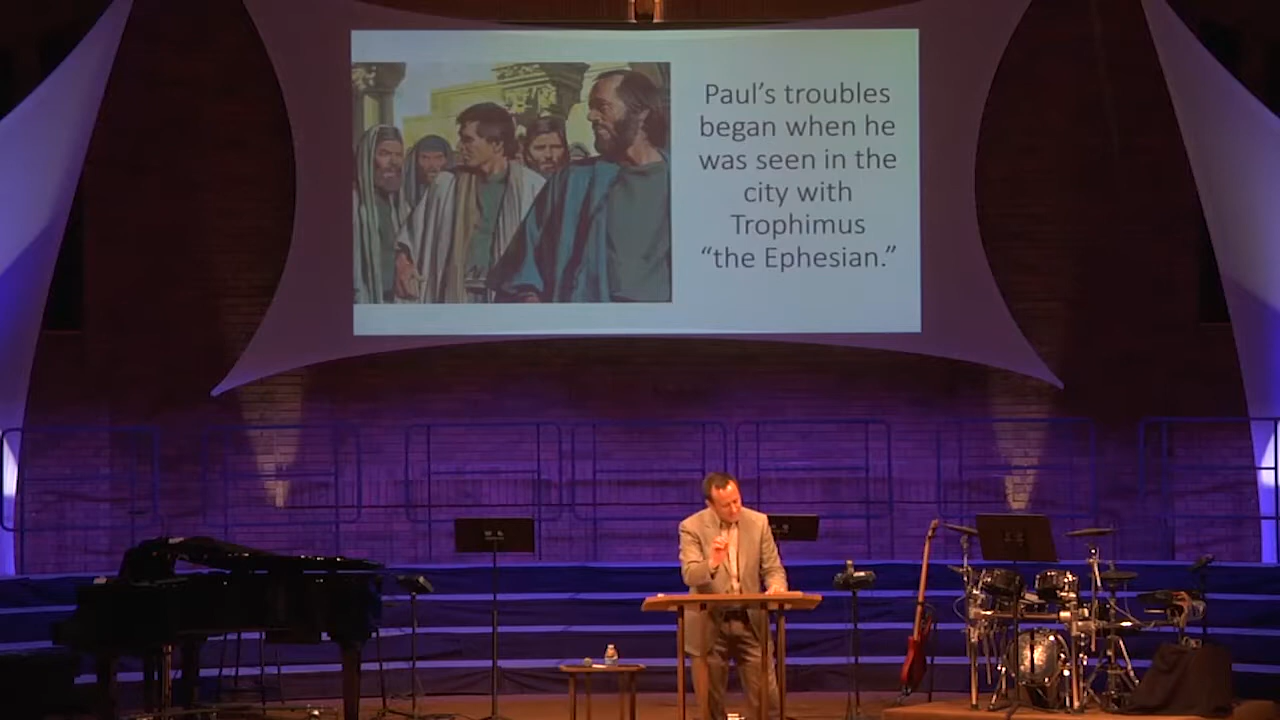 Paul’s troubles
began when he
was seen in the
city with
Trophimus
“the Ephesian.”